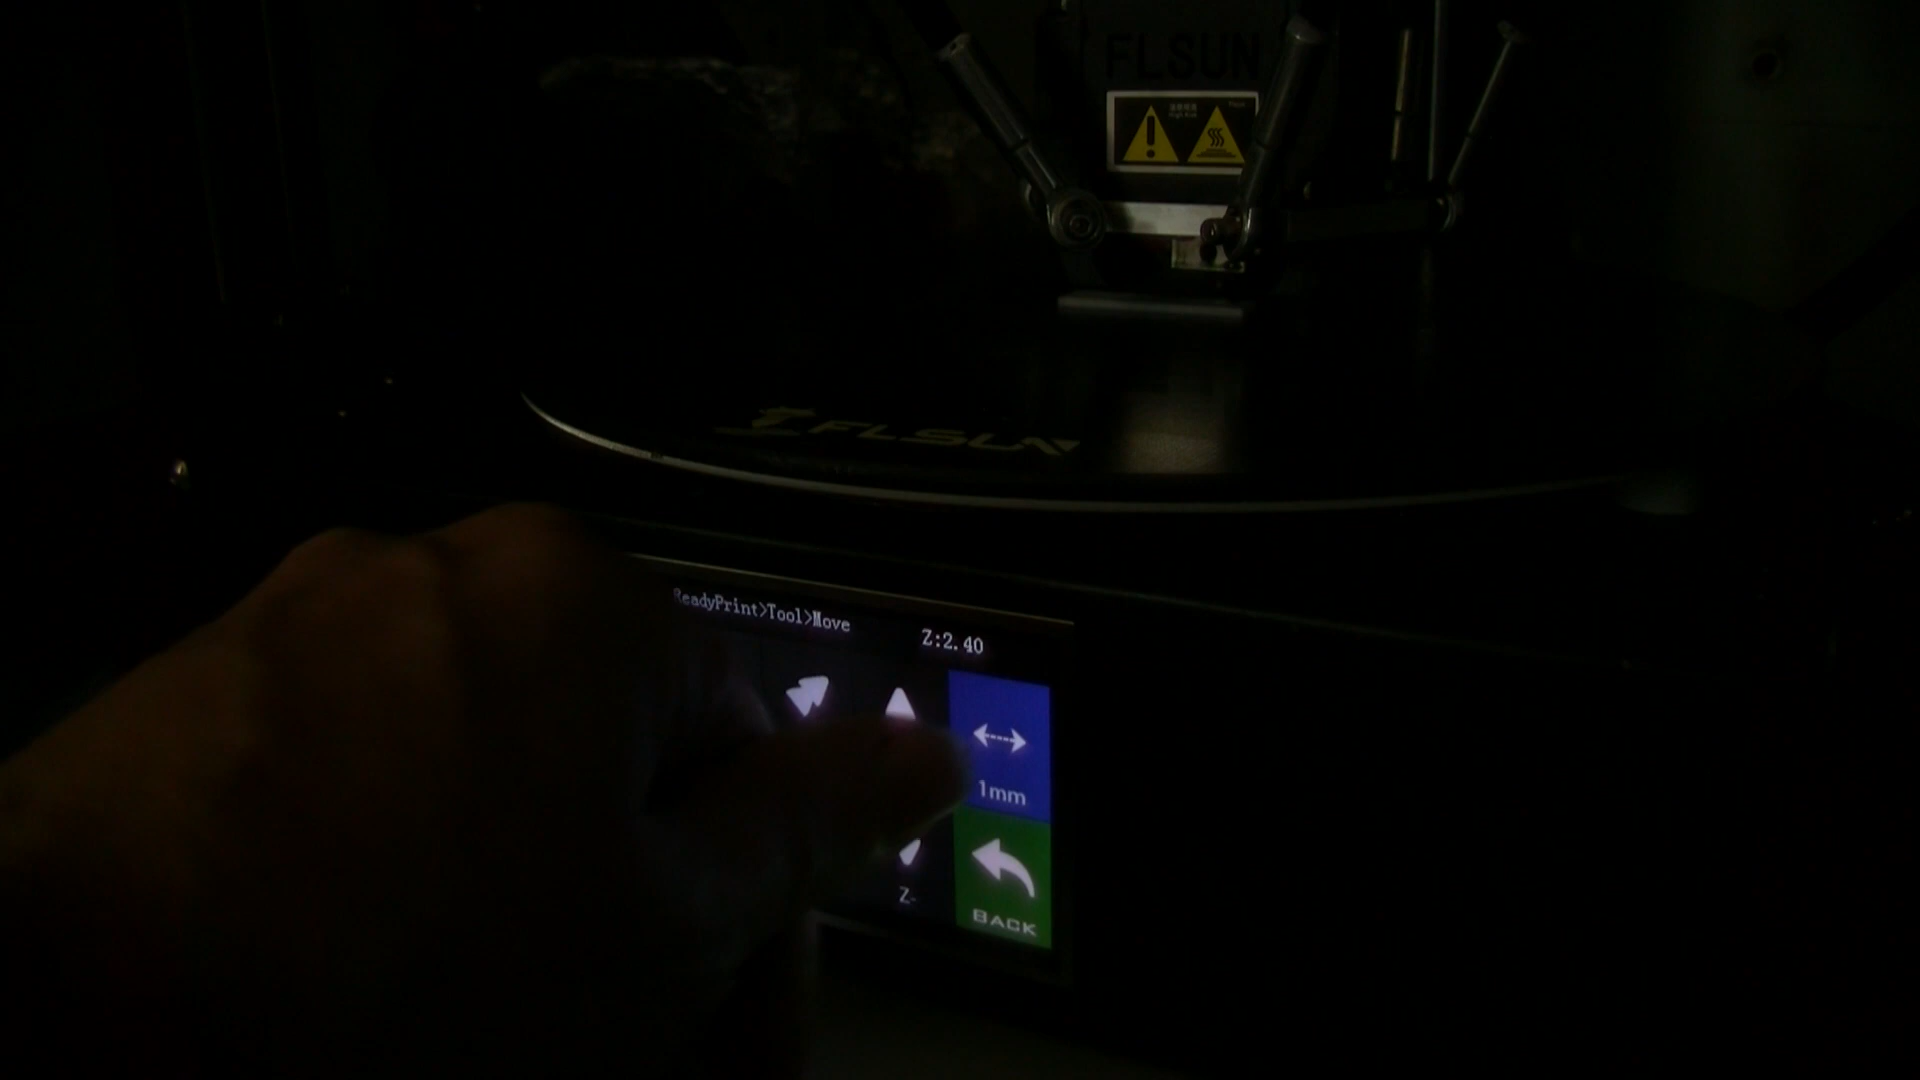 FLSUN
FLSUN
ReadyPrint>Tool>Move
Z:2.40
1mm
Z-
BACK